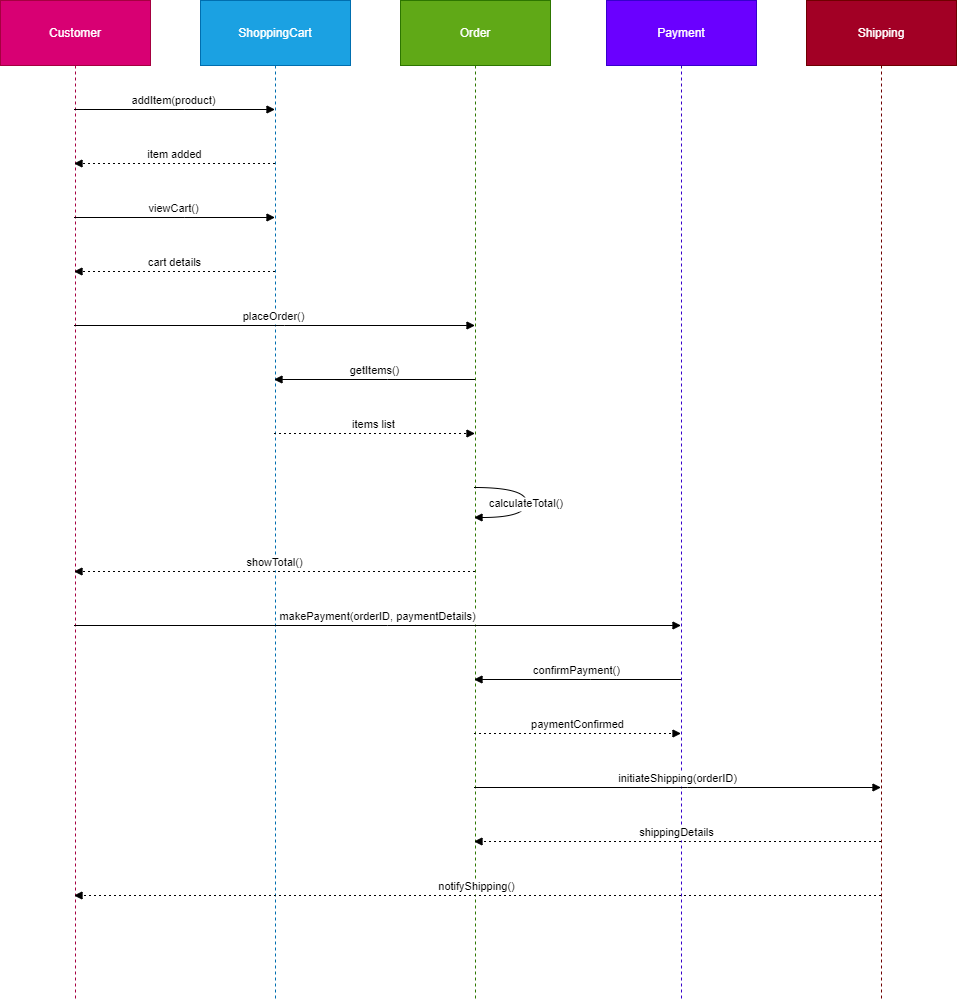 Customer
ShoppingCart
Order
Payment
Shipping
addItem(product)
item added
viewCart()
cart details
placeOrder()
getItems()
items list
calculateTotal()
showTotal()
makePayment(orderID, paymentDetails)
confirmPayment()
paymentConfirmed
initiateShipping(orderID)
shippingDetails
notifyShipping()